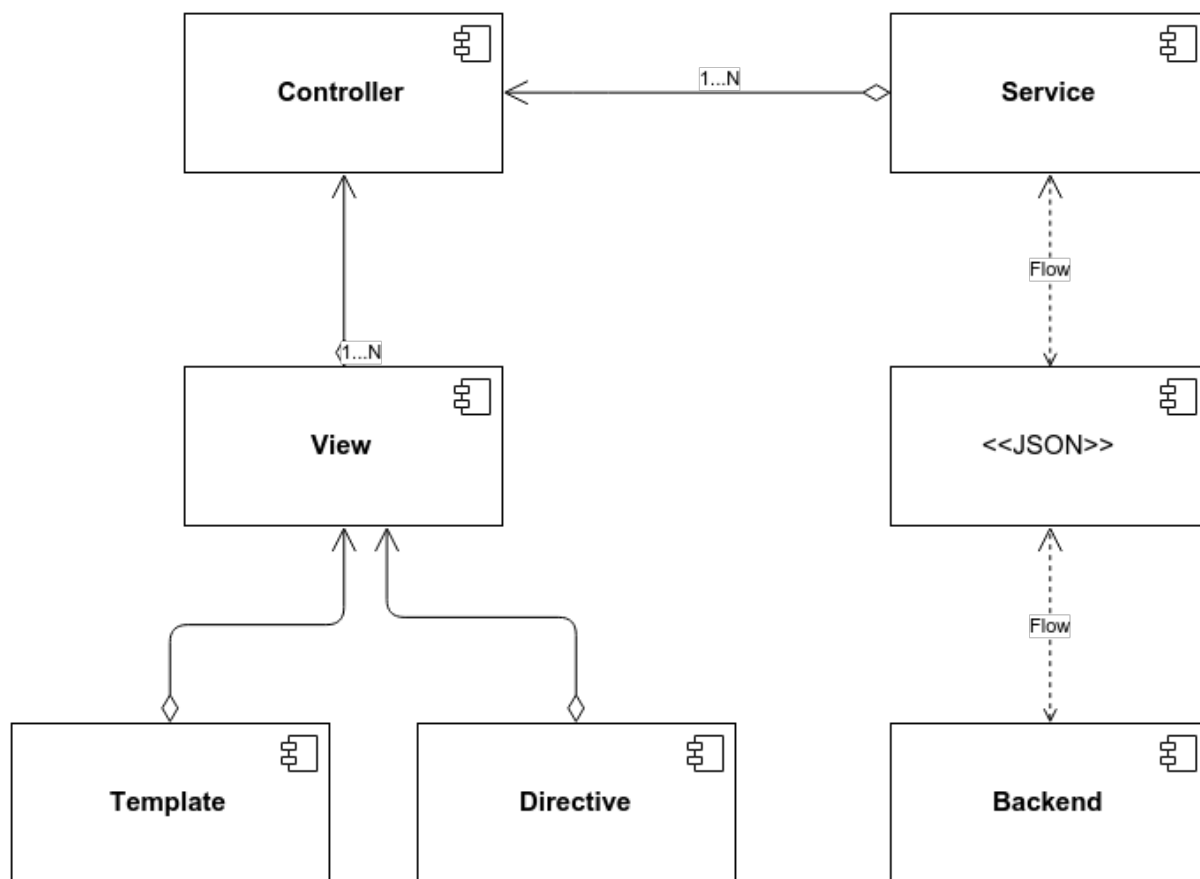 Controller
1...N
Service
Flow
1...N
View
<<JSON>>
Flow
Template
Directive
Backend